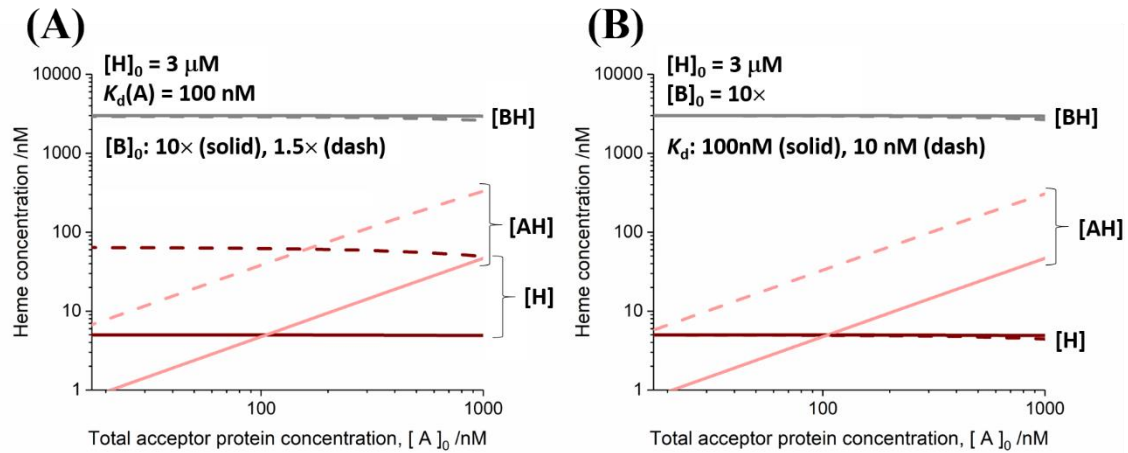 (A)
[H]₀ = 3 μM
Kd(A) = 100 nM
[B]₀: 10× (solid), 1.5× (dash)
[BH]
[AH]
[H]
10000
1000
100
10
1
Heme concentration /nM
100
1000
Total acceptor protein concentration, [ A ]₀ /nM
(B)
[H]₀ = 3 μM
[B]₀ = 10×
Kd: 100nM (solid), 10 nM (dash)
[BH]
[AH]
[H]
10000
1000
100
10
1
Heme concentration /nM
100
1000
Total acceptor protein concentration, [ A ]₀ /nM